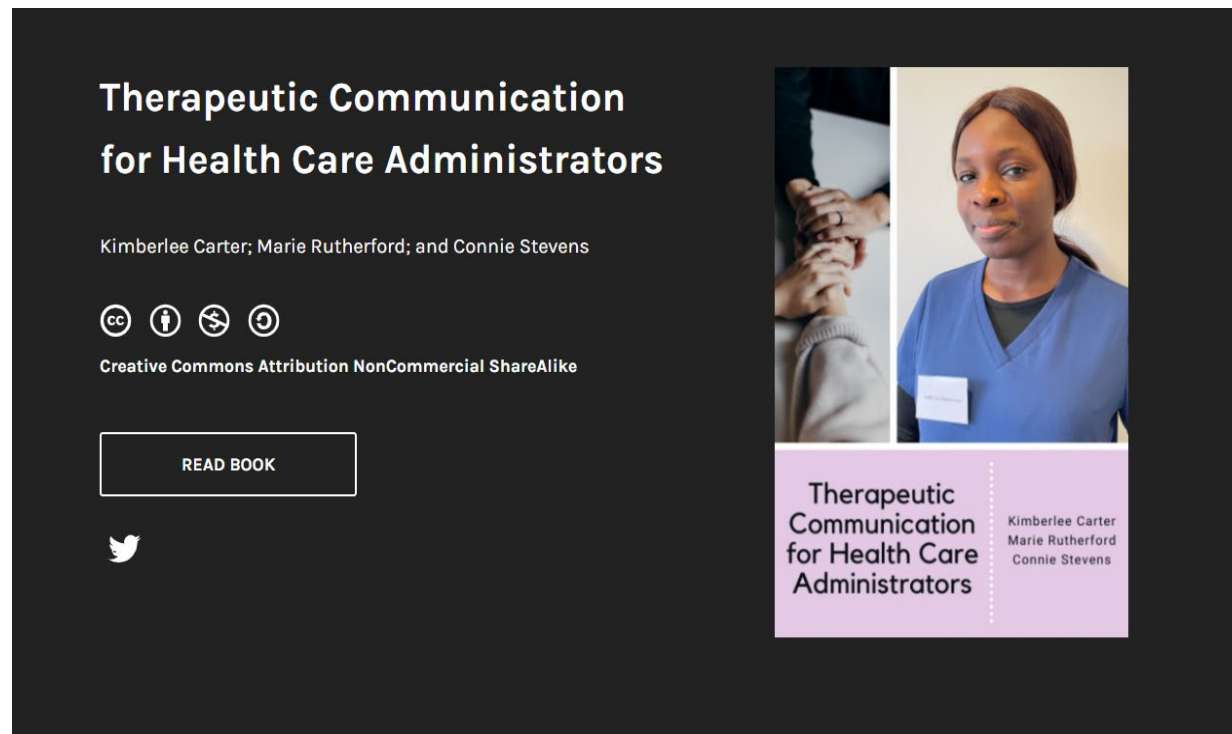 Therapeutic Communication
for Health Care Administrators
Kimberlee Carter; Marie Rutherford; and Connie Stevens
cc
Creative Commons Attribution NonCommercial ShareAlike
READ BOOK
Therapeutic
Communication
for Health Care
Administrators
Kimberlee Carter
Marie Rutherford
Connie Stevens